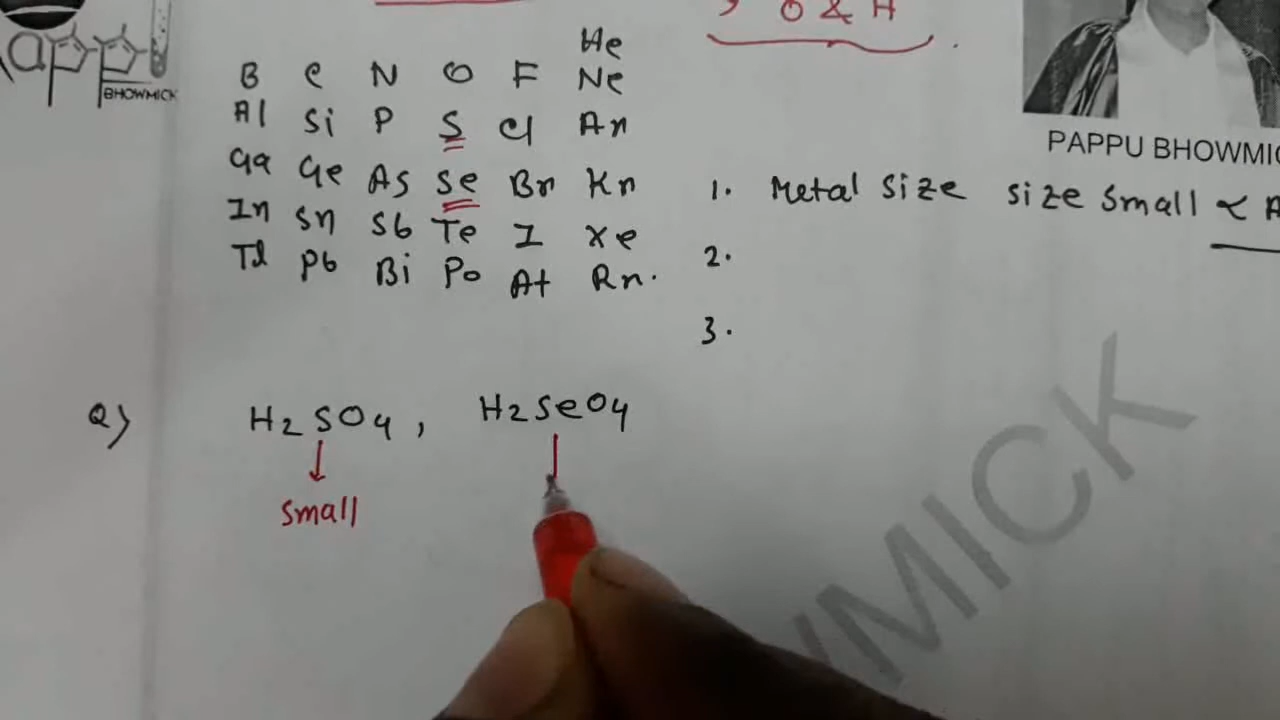 , O & H
He
B C N O F Ne
Al Si P S Cl Ar
Ga Ge As Se Br Kr
In Sn Sb Te I Xe
Tl Pb Bi Po At Rn.
BHOWMICK
PAPPU BHOWMIC
1. Metal size size small ∝ A
2.
3.
Q) H2SO4, H2SeO4
small
WMICK